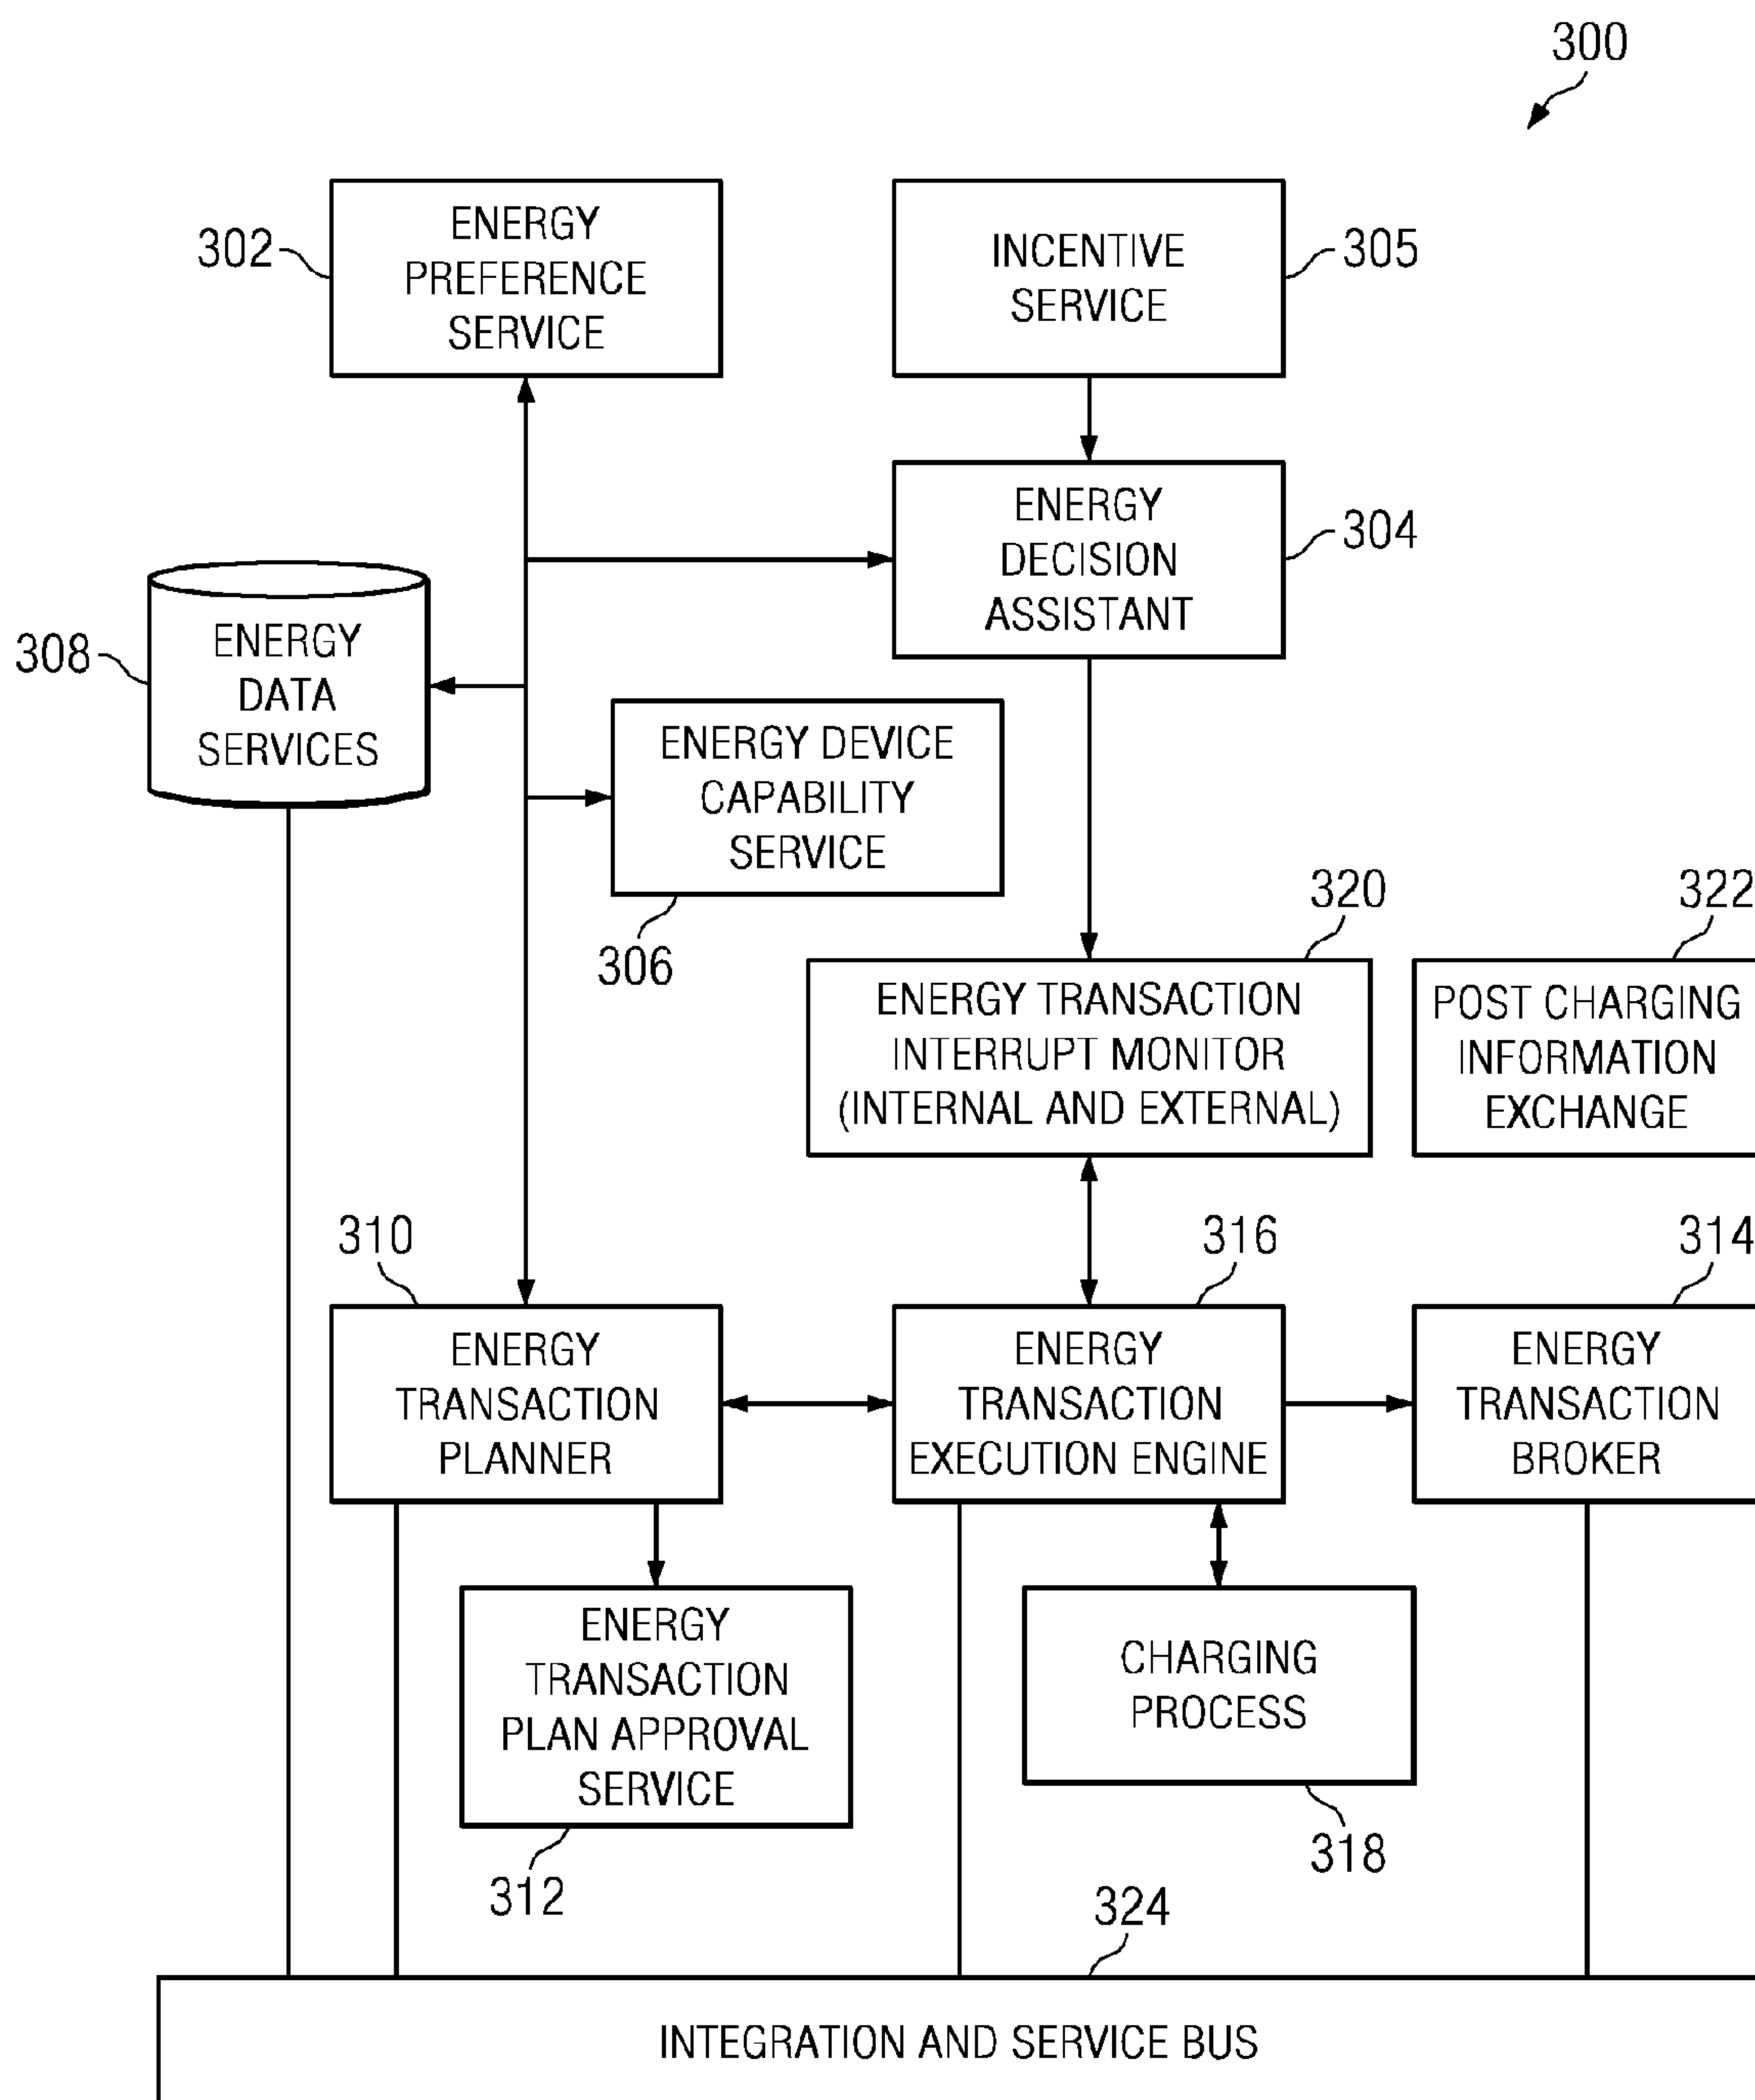 300
302
ENERGY
PREFERENCE
SERVICE
INCENTIVE
SERVICE
305
ENERGY
DECISION
ASSISTANT
304
308
ENERGY
DATA
SERVICES
ENERGY DEVICE
CAPABILITY
SERVICE
306
320
ENERGY TRANSACTION
INTERRUPT MONITOR
(INTERNAL AND EXTERNAL)
322
POST CHARGING
INFORMATION
EXCHANGE
310
ENERGY
TRANSACTION
PLANNER
316
ENERGY
TRANSACTION
EXECUTION ENGINE
314
ENERGY
TRANSACTION
BROKER
ENERGY
TRANSACTION
PLAN APPROVAL
SERVICE
312
CHARGING
PROCESS
318
324
INTEGRATION AND SERVICE BUS